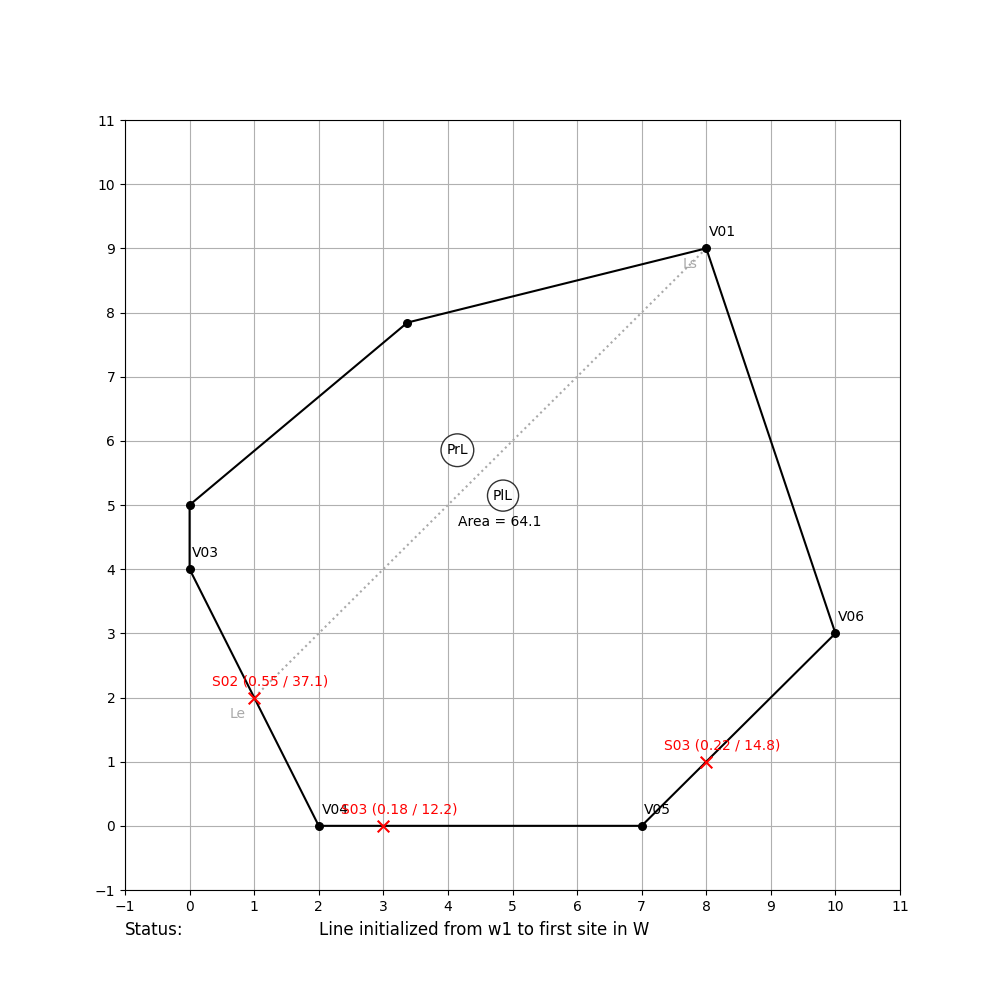 11
10
9
8
7
6
5
4
3
2
1
0
−1
V01
Ls
PrL
PlL
Area = 64.1
V03
V06
S02 (0.55 / 37.1)
Le
S03 (0.22 / 14.8)
V04
S03 (0.18 / 12.2)
V05
−1 0 1 2 3 4 5 6 7 8 9 10 11
Status: Line initialized from w1 to first site in W